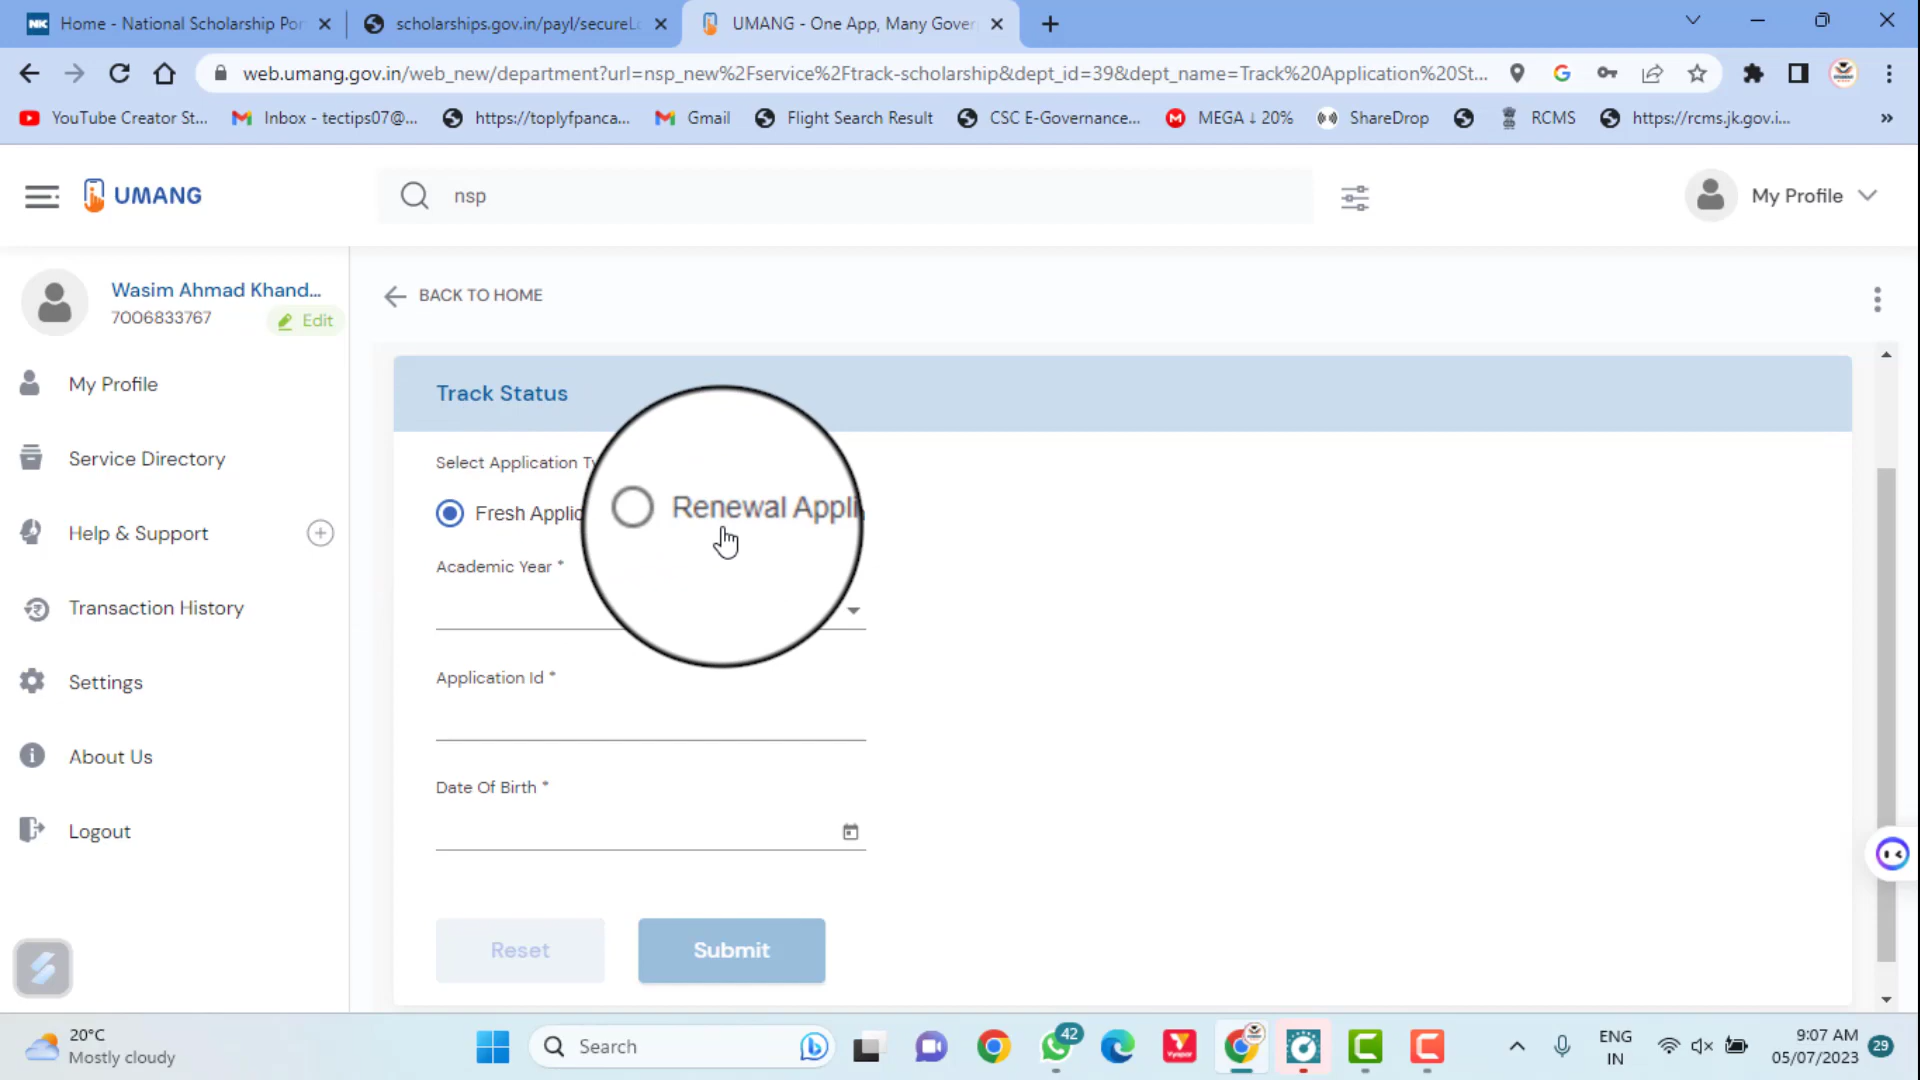 Home - National Scholarship Por
scholarships.gov.in/payl/secureLo
UMANG - One App, Many Gover
web.umang.gov.in/web_new/department?url=nsp_new%2Fservice%2Ftrack-scholarship&dept_id=39&dept_name=Track%20Application%20St...
YouTube Creator St...
Inbox - tectips07@...
https://toplyfpanca...
Gmail
Flight Search Result
CSC E-Governance...
MEGA ↓ 20%
ShareDrop
RCMS
https://rcms.jk.gov.i...
»
UMANG
nsp
My Profile
Wasim Ahmad Khand...
7006833767
Edit
BACK TO HOME
My Profile
Service Directory
Help & Support
Transaction History
Settings
About Us
Logout
Track Status
Select Application Ty
Fresh Applic
Renewal Appli
Academic Year *
Application Id *
Date Of Birth *
Reset
Submit
20°C
Mostly cloudy
Search
42
Vyapar
ENG
IN
9:07 AM
05/07/2023
29